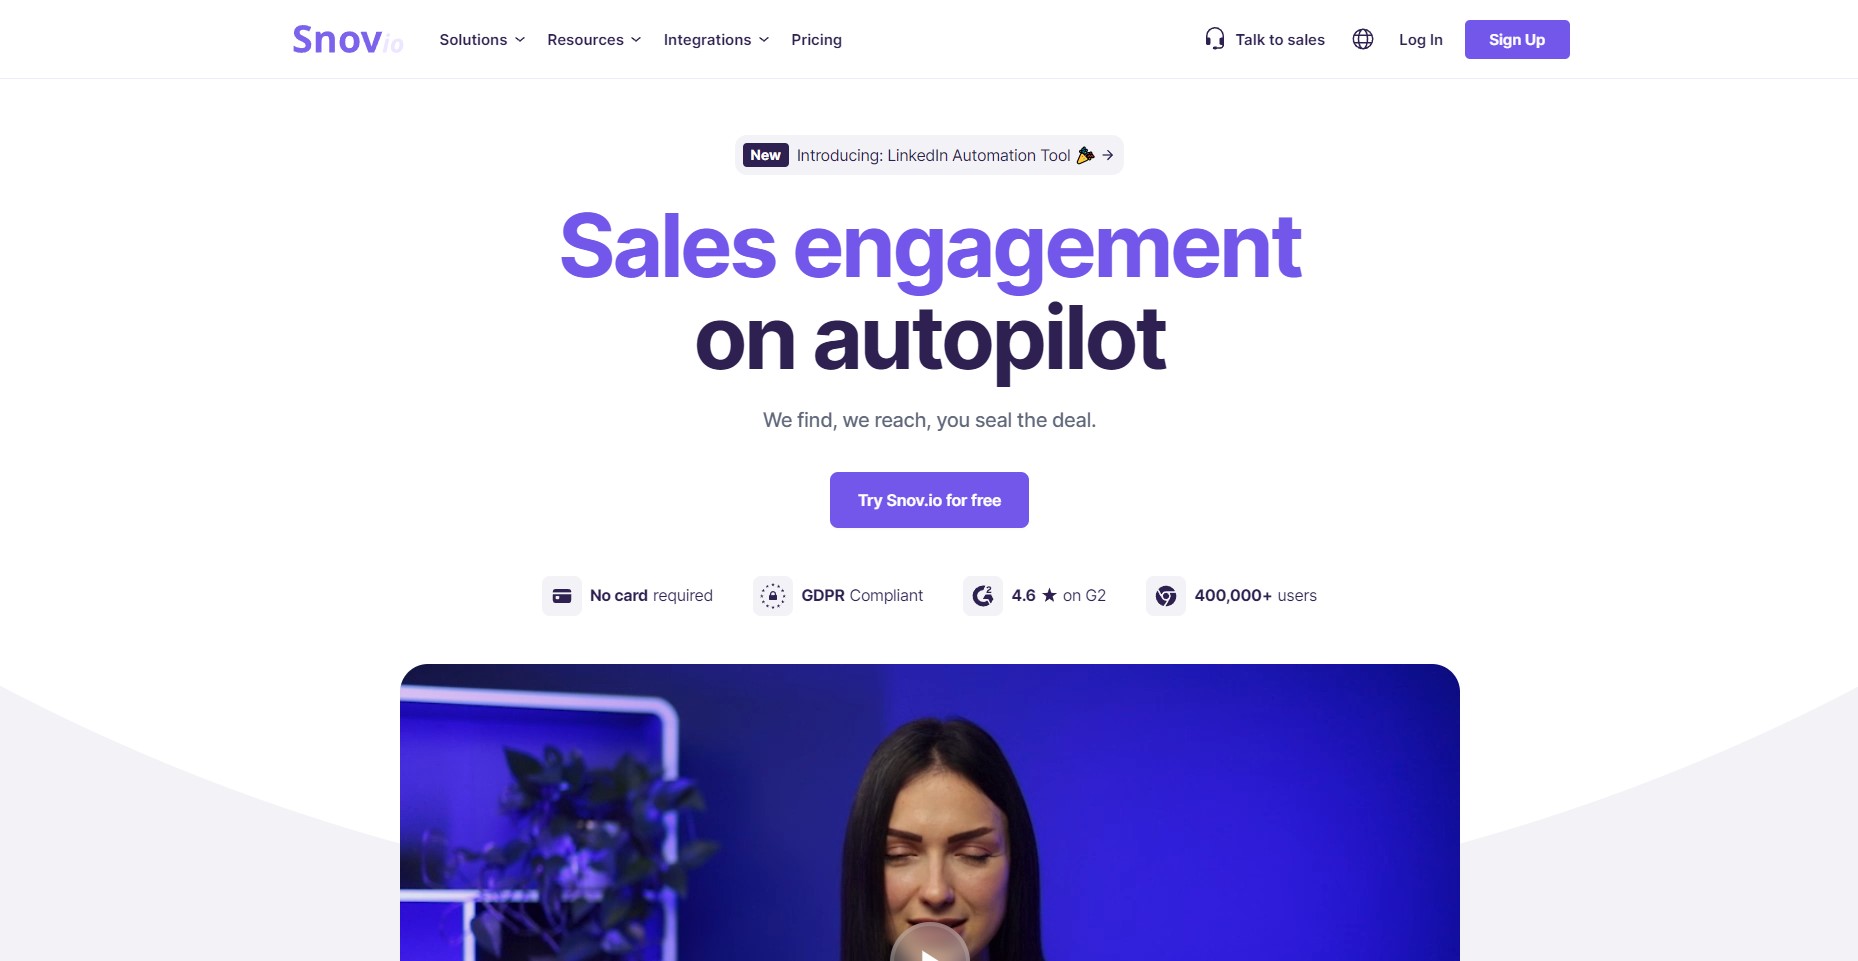 Snovio
Solutions
Resources
Integrations
Pricing
Talk to sales
Log In
Sign Up
New Introducing: LinkedIn Automation Tool 🎉 →
Sales engagement
on autopilot
We find, we reach, you seal the deal.
Try Snov.io for free
No card required
GDPR Compliant
G2 4.6 ★ on G2
400,000+ users